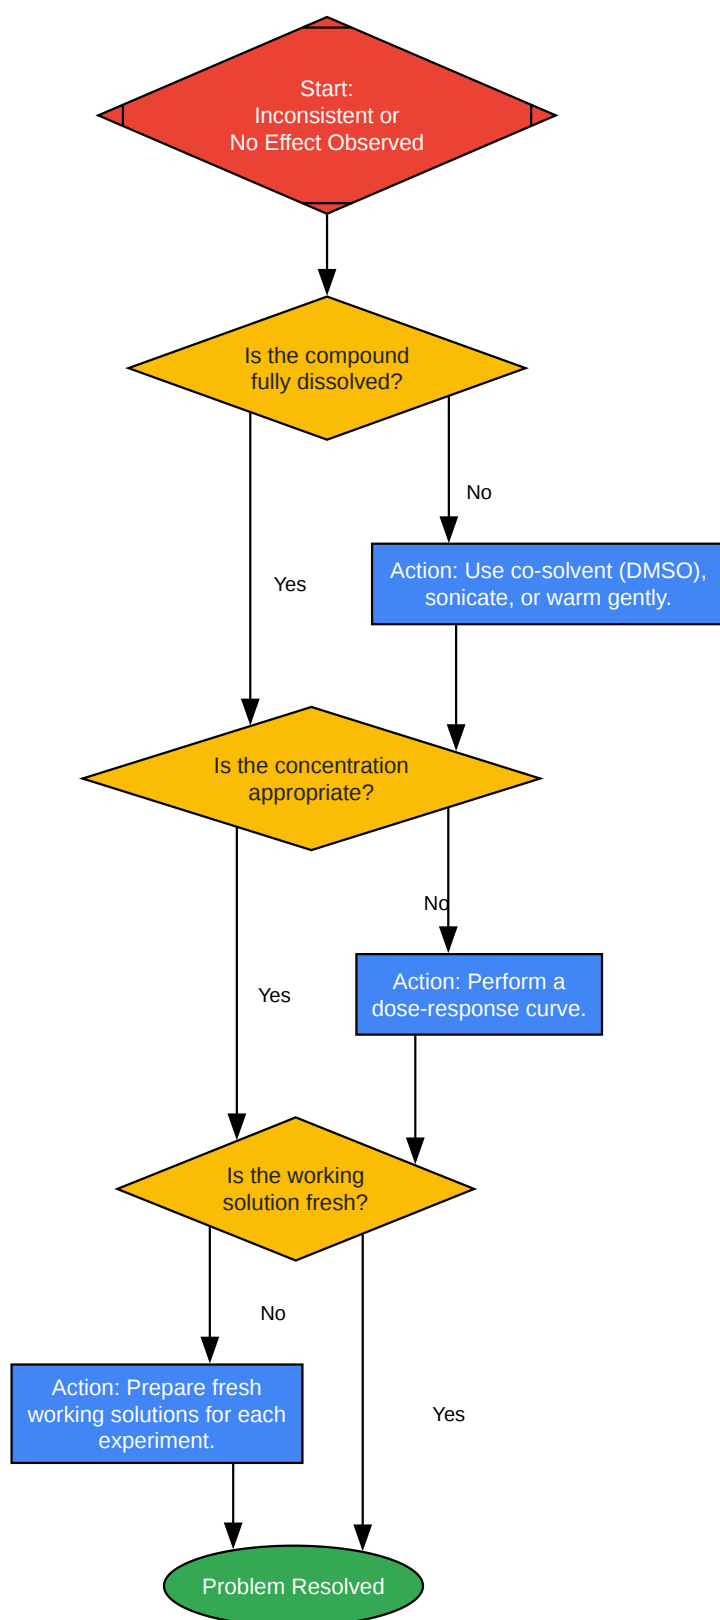 Start:
Inconsistent or
No Effect Observed
Is the compound
fully dissolved?
No
Action: Use co-solvent (DMSO),
sonicate, or warm gently.
Yes
Is the concentration
appropriate?
No
Action: Perform a
dose-response curve.
Yes
Is the working
solution fresh?
No
Action: Prepare fresh
working solutions for each
experiment.
Yes
Problem Resolved